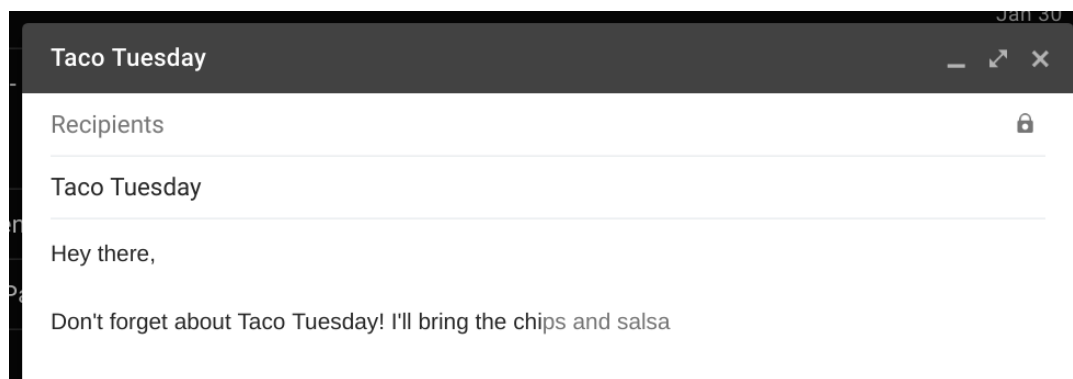 Jan 30
Taco Tuesday
Recipients
Taco Tuesday
Hey there,
Don't forget about Taco Tuesday! I'll bring the chips and salsa